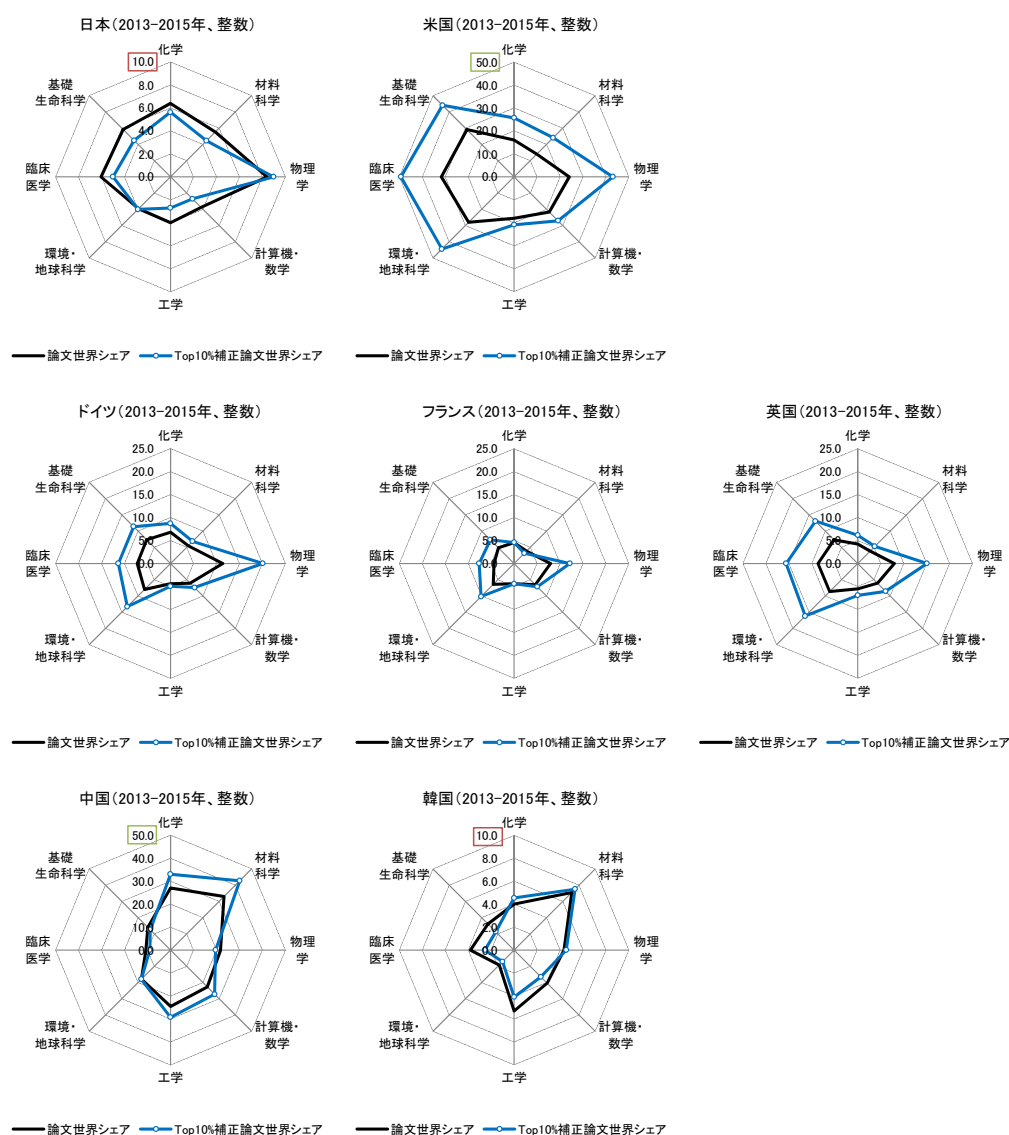 日本(2013-2015年、整数)
化学
10.0
8.0
6.0
4.0
2.0
0.0
材料
科学
物理
学
計算機・
数学
工学
環境・
地球科学
臨床
医学
基礎
生命科学
論文世界シェア
Top10%補正論文世界シェア
米国(2013-2015年、整数)
化学
50.0
40.0
30.0
20.0
10.0
0.0
材料
科学
物理
学
計算機・
数学
工学
環境・
地球科学
臨床
医学
基礎
生命科学
論文世界シェア
Top10%補正論文世界シェア
ドイツ(2013-2015年、整数)
化学
25.0
20.0
15.0
10.0
5.0
0.0
材料
科学
物理
学
計算機・
数学
工学
環境・
地球科学
臨床
医学
基礎
生命科学
論文世界シェア
Top10%補正論文世界シェア
フランス(2013-2015年、整数)
化学
25.0
20.0
15.0
10.0
5.0
0.0
材料
科学
物理
学
計算機・
数学
工学
環境・
地球科学
臨床
医学
基礎
生命科学
論文世界シェア
Top10%補正論文世界シェア
英国(2013-2015年、整数)
化学
25.0
20.0
15.0
10.0
5.0
0.0
材料
科学
物理
学
計算機・
数学
工学
環境・
地球科学
臨床
医学
基礎
生命科学
論文世界シェア
Top10%補正論文世界シェア
中国(2013-2015年、整数)
化学
50.0
40.0
30.0
20.0
10.0
0.0
材料
科学
物理
学
計算機・
数学
工学
環境・
地球科学
臨床
医学
基礎
生命科学
論文世界シェア
Top10%補正論文世界シェア
韓国(2013-2015年、整数)
化学
10.0
8.0
6.0
4.0
2.0
0.0
材料
科学
物理
学
計算機・
数学
工学
環境・
地球科学
臨床
医学
基礎
生命科学
論文世界シェア
Top10%補正論文世界シェア